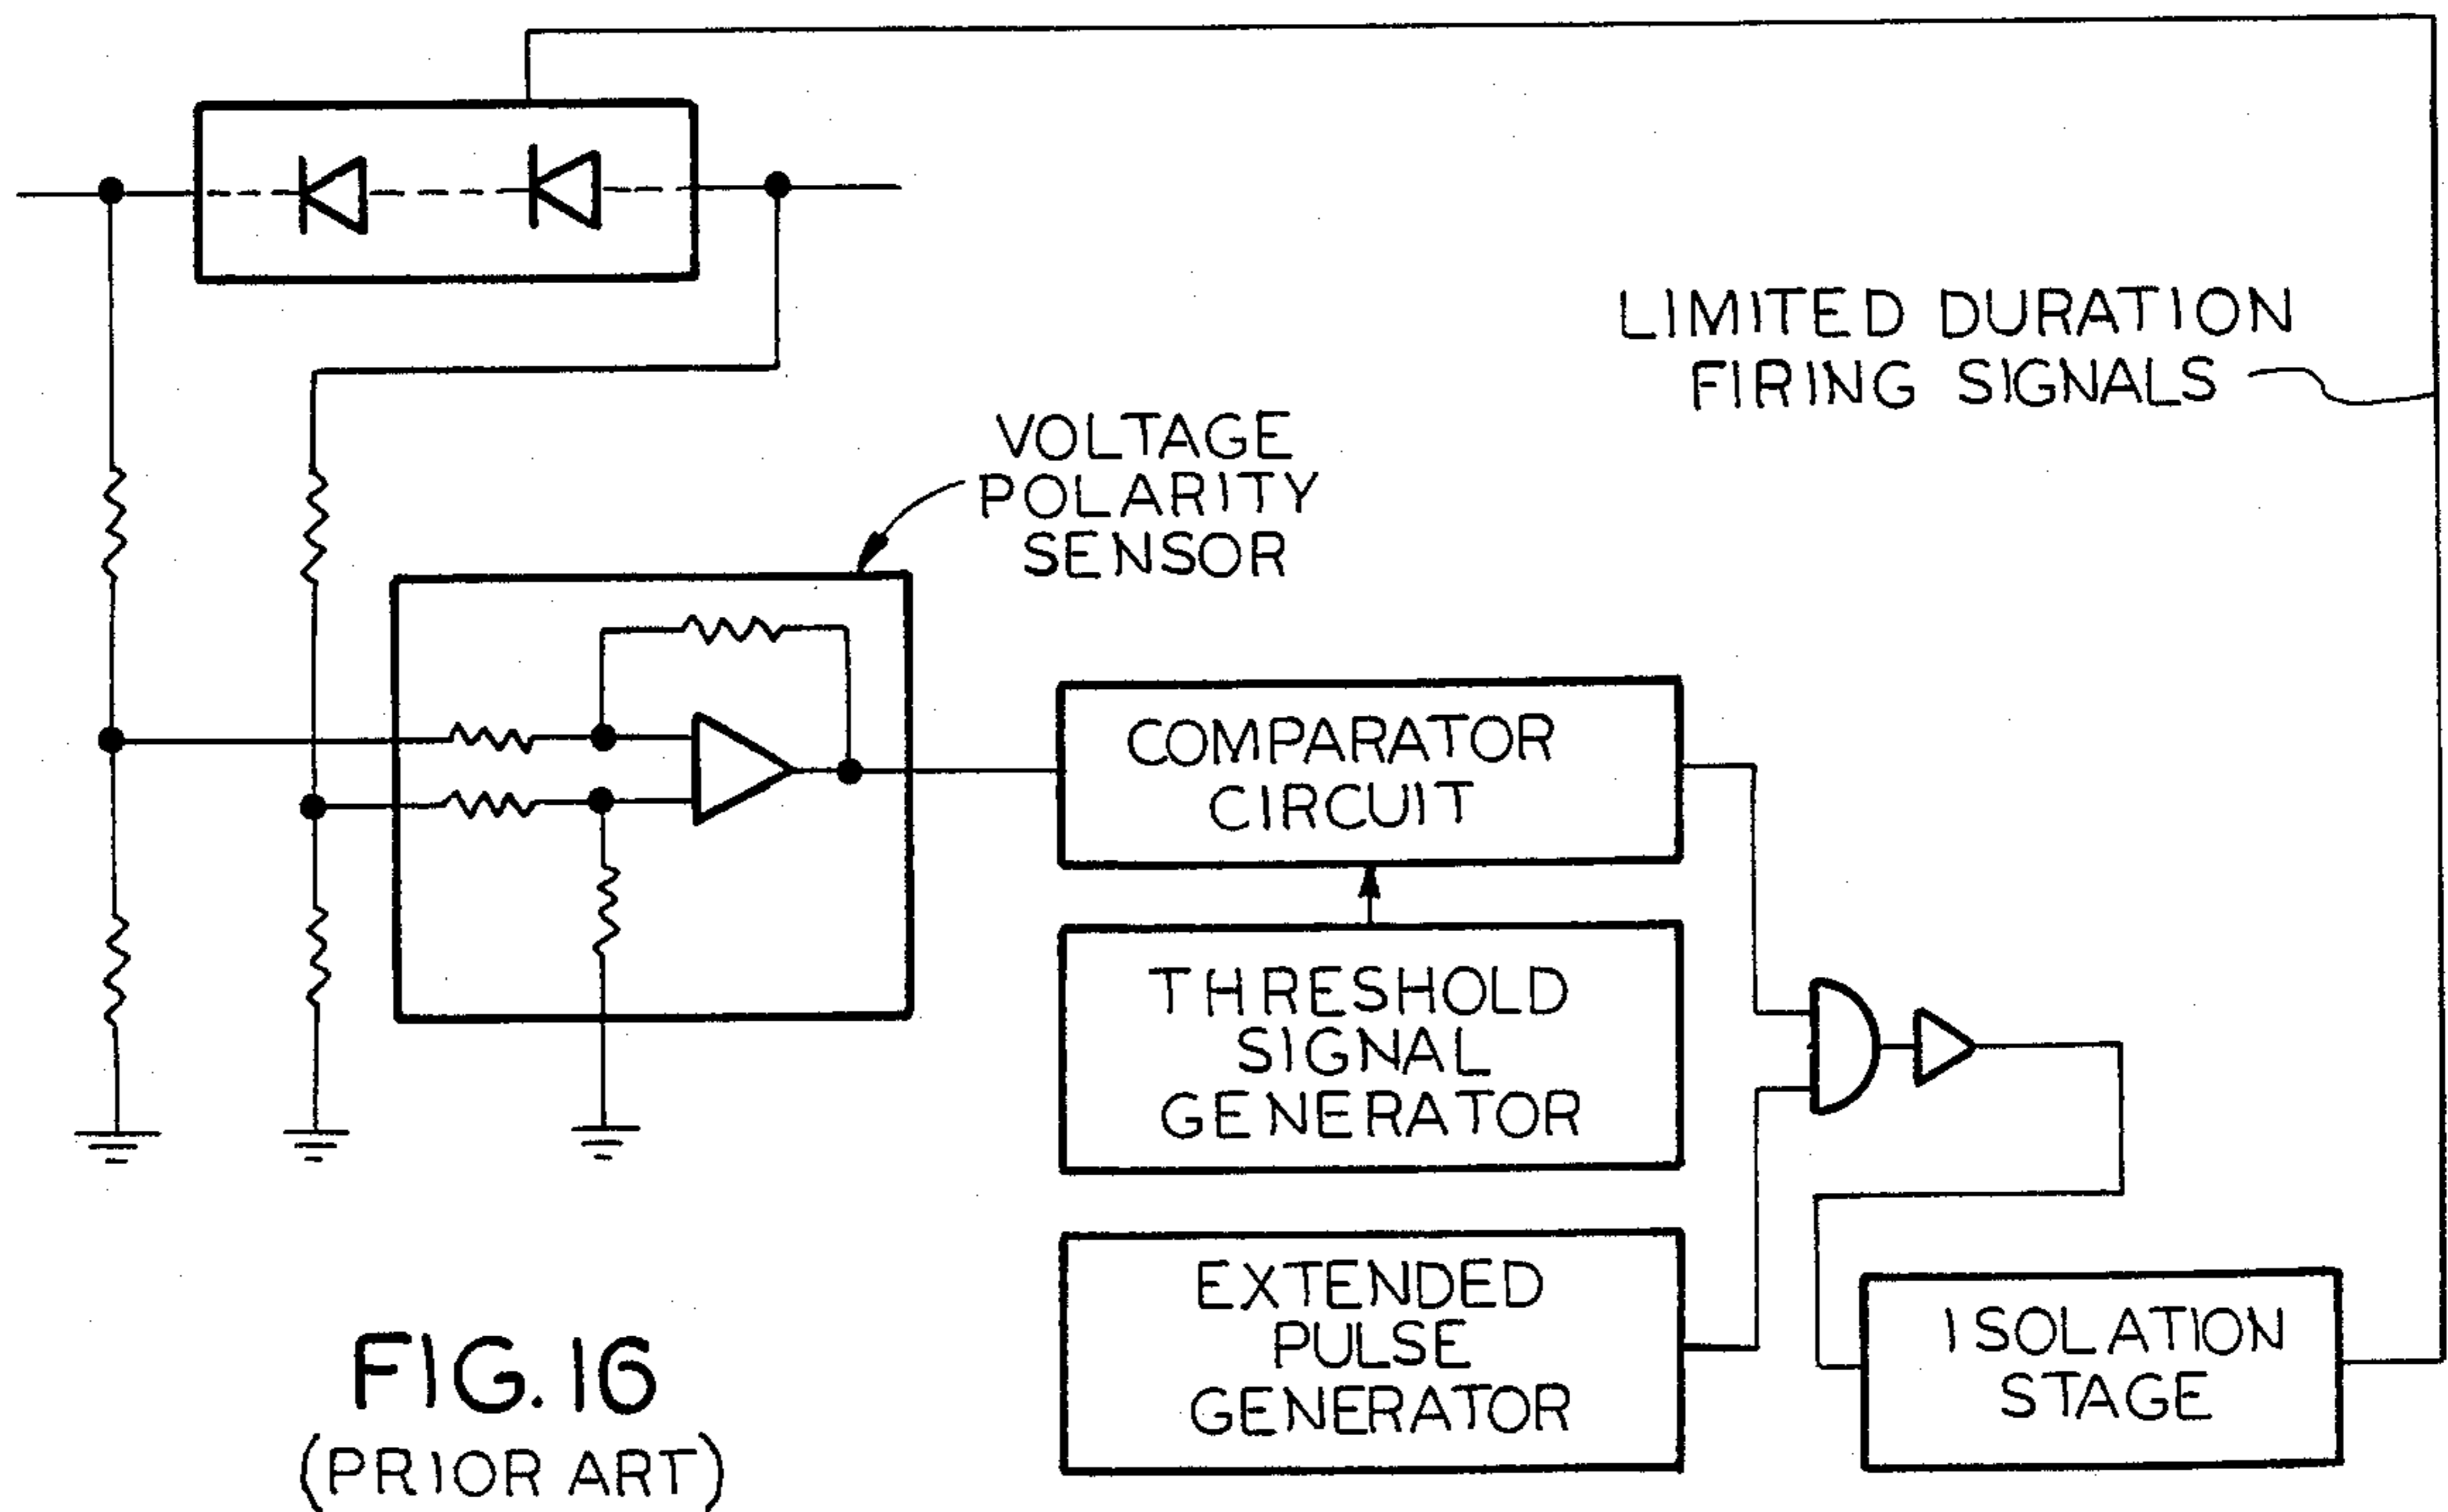 LIMITED DURATION
FIRING SIGNALS
VOLTAGE
POLARITY
SENSOR
COMPARATOR
CIRCUIT
THRESHOLD
SIGNAL
GENERATOR
EXTENDED
PULSE
GENERATOR
ISOLATION
STAGE
FIG. 16
(PRIOR ART)